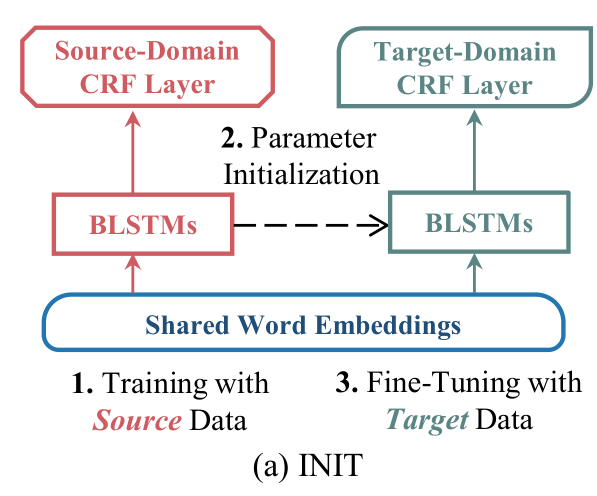 Source-Domain
CRF Layer
Target-Domain
CRF Layer
2. Parameter
Initialization
BLSTMs
BLSTMs
Shared Word Embeddings
1. Training with
Source Data
3. Fine-Tuning with
Target Data
(a) INIT